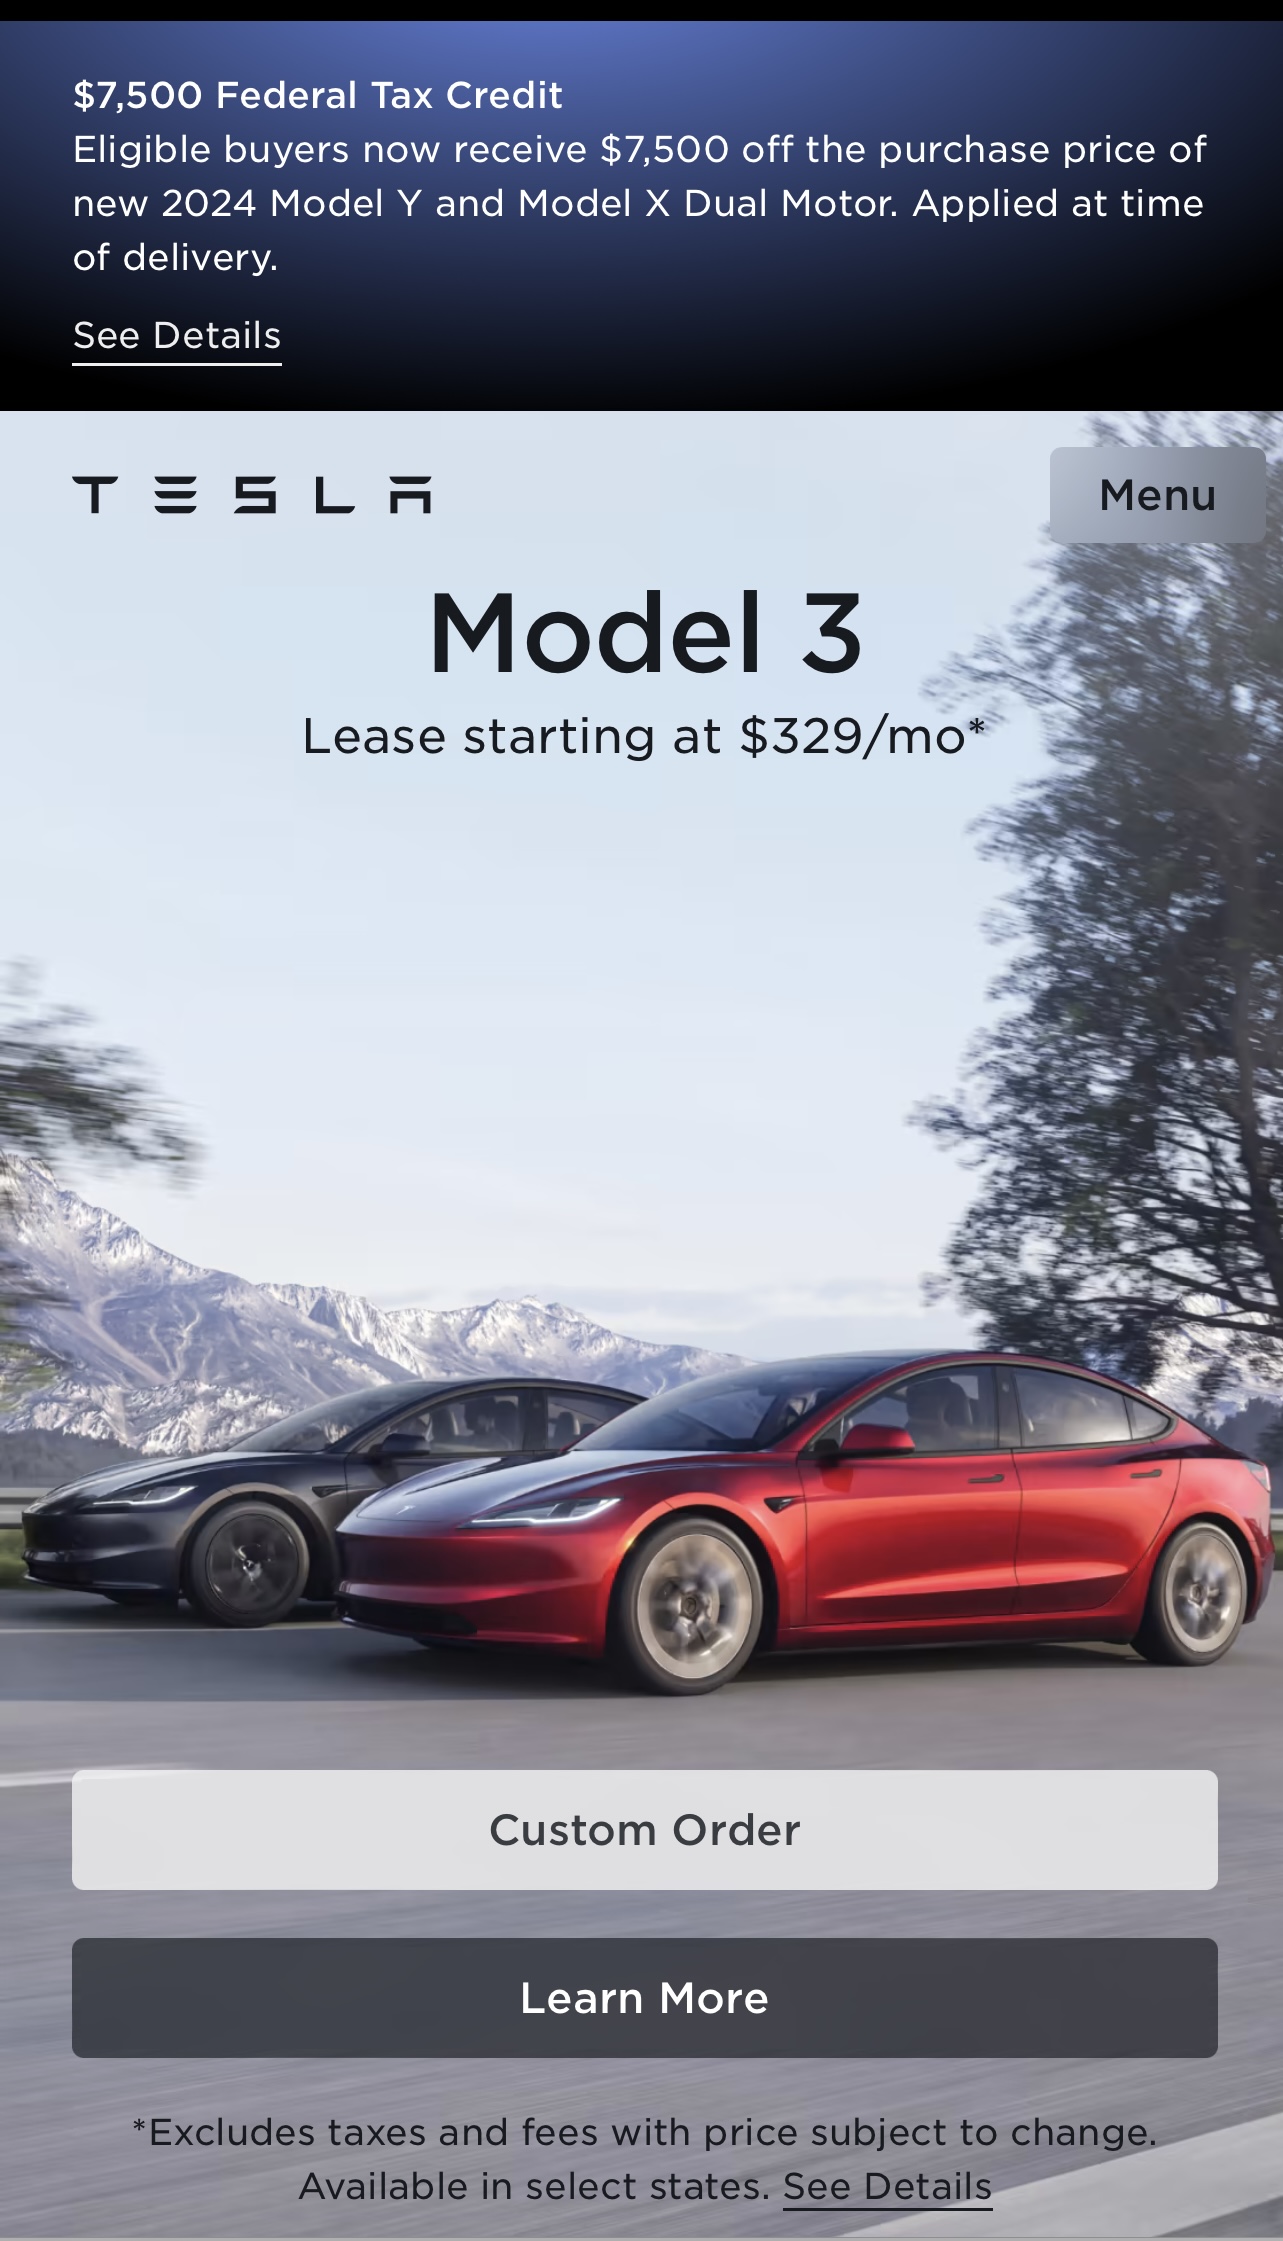 $7,500 Federal Tax Credit
Eligible buyers now receive $7,500 off the purchase price of
new 2024 Model Y and Model X Dual Motor. Applied at time
of delivery.
See Details
TESLA
Menu
Model 3
Lease starting at $329/mo*
Custom Order
Learn More
*Excludes taxes and fees with price subject to change.
Available in select states. See Details